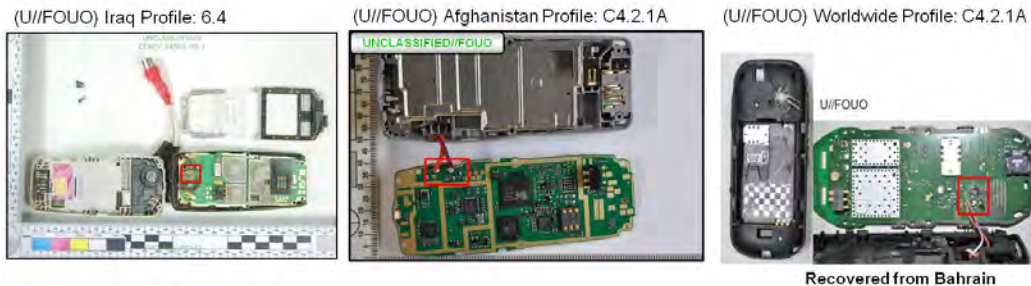 (U//FOUO) Iraq Profile: 6.4
(U//FOUO) Afghanistan Profile: C4.2.1A
(U//FOUO) Worldwide Profile: C4.2.1A
UNCLASSIFIED//FOUO
U//FOUO
Recovered from Bahrain